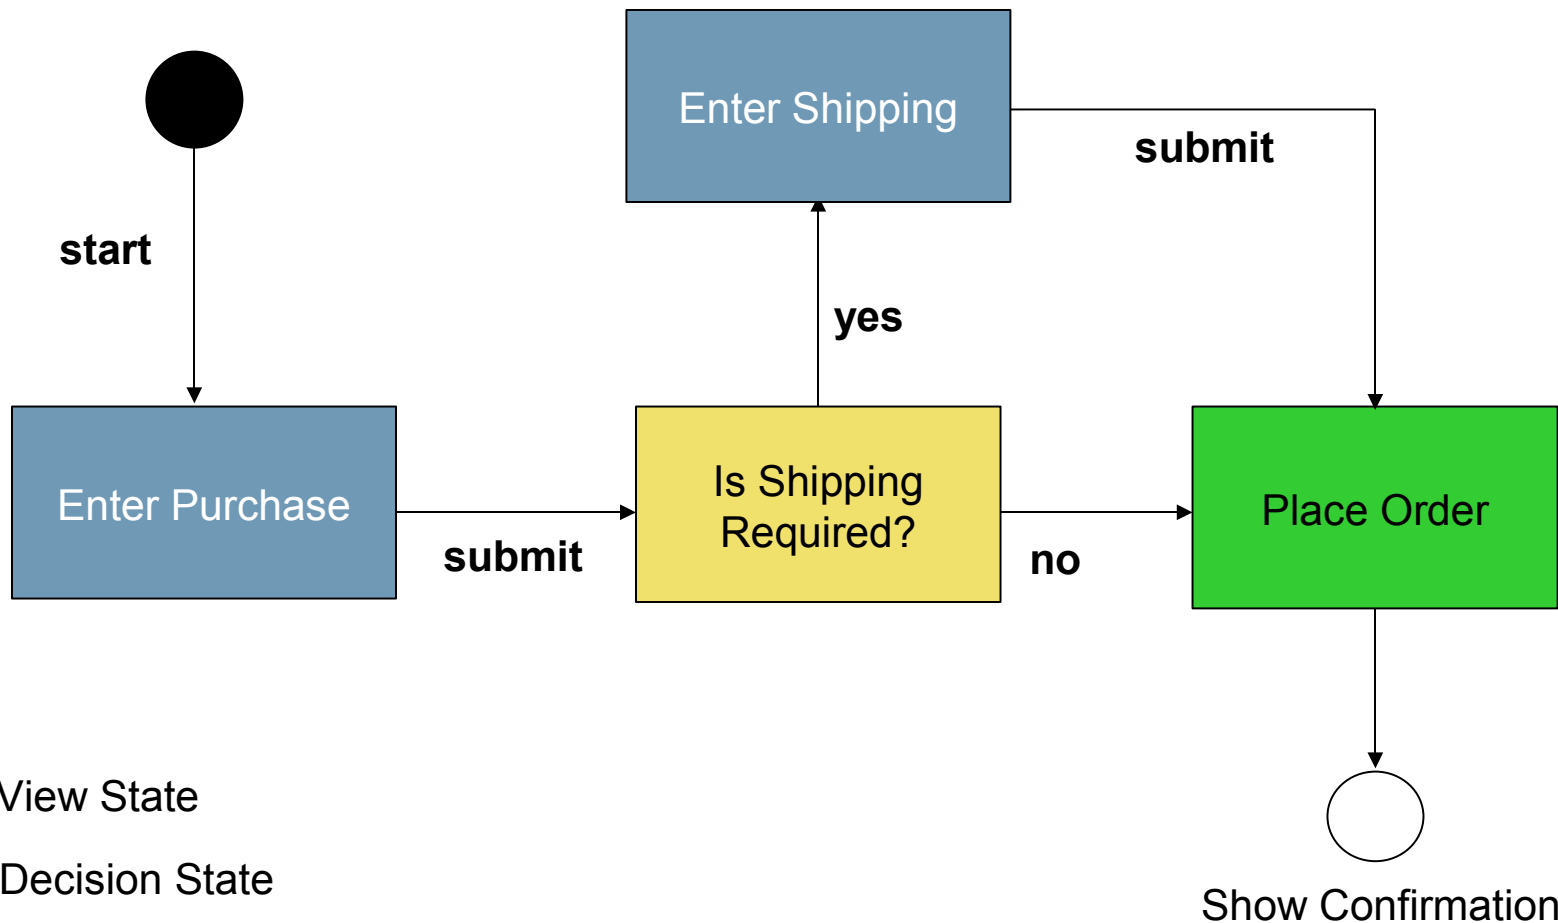 Enter Shipping
submit
start
yes
Enter Purchase
submit
Is Shipping
Required?
no
Place Order
View State
Decision State
Show Confirmation